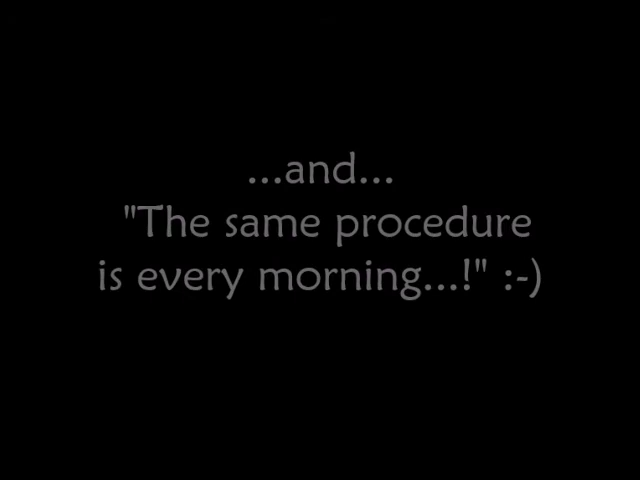 ...and...
"The same procedure
is every morning...!" :-)